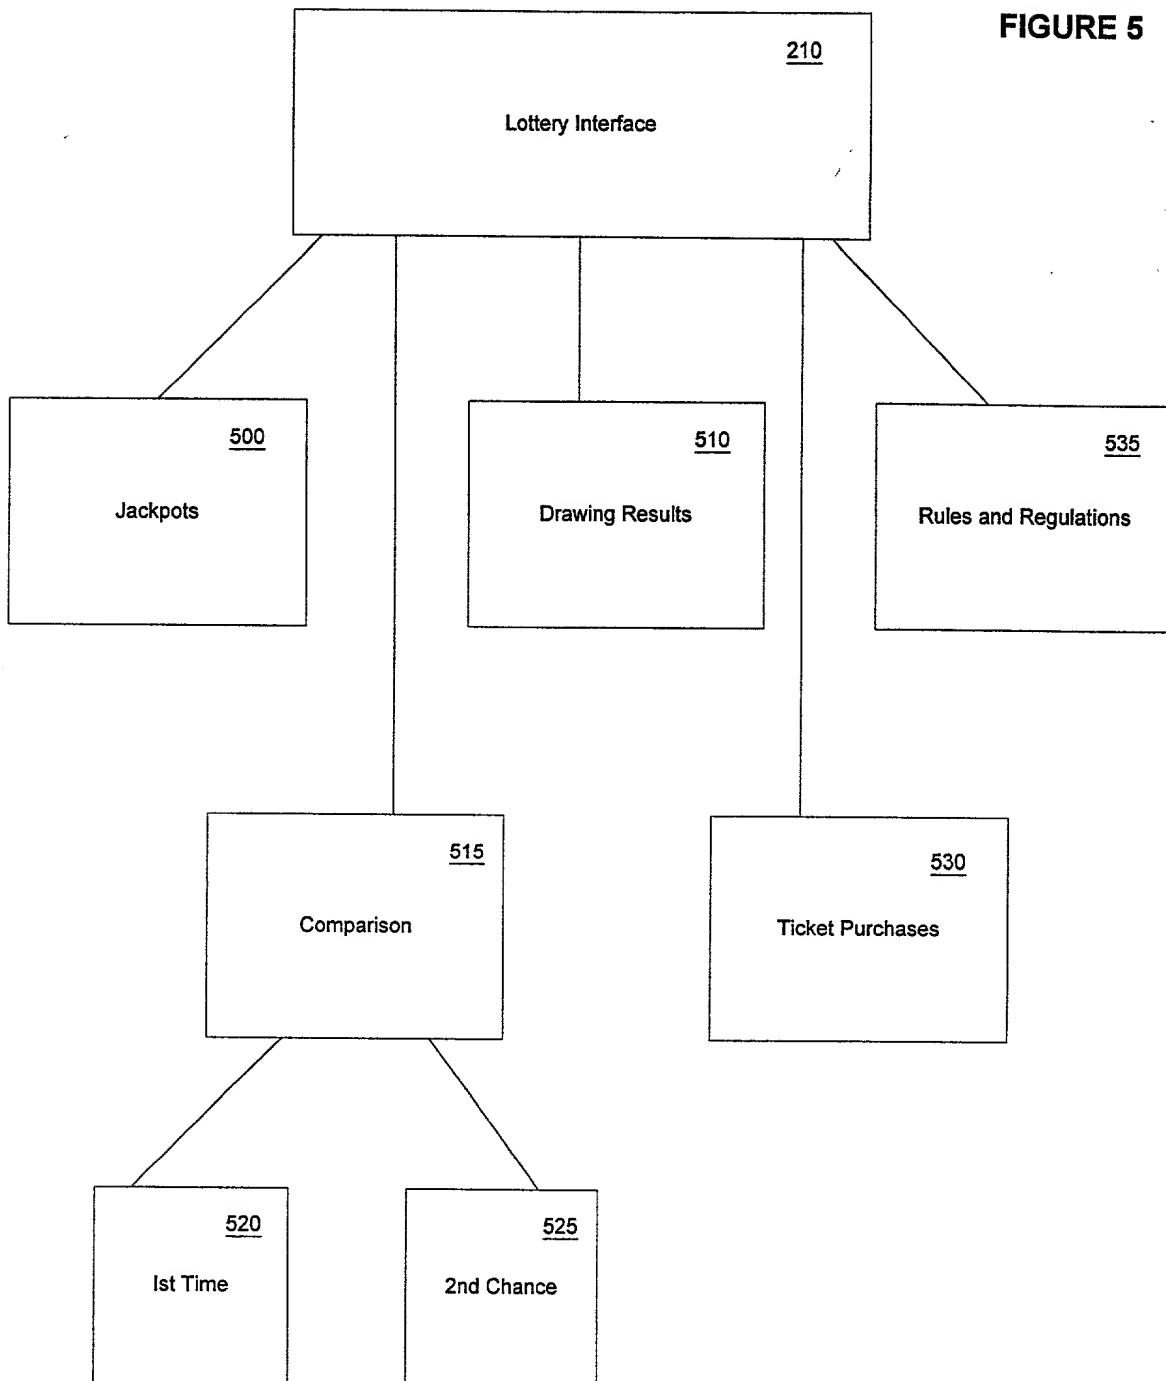 FIGURE 5
210
Lottery Interface
500
Jackpots
510
Drawing Results
535
Rules and Regulations
515
Comparison
530
Ticket Purchases
520
Ist Time
525
2nd Chance